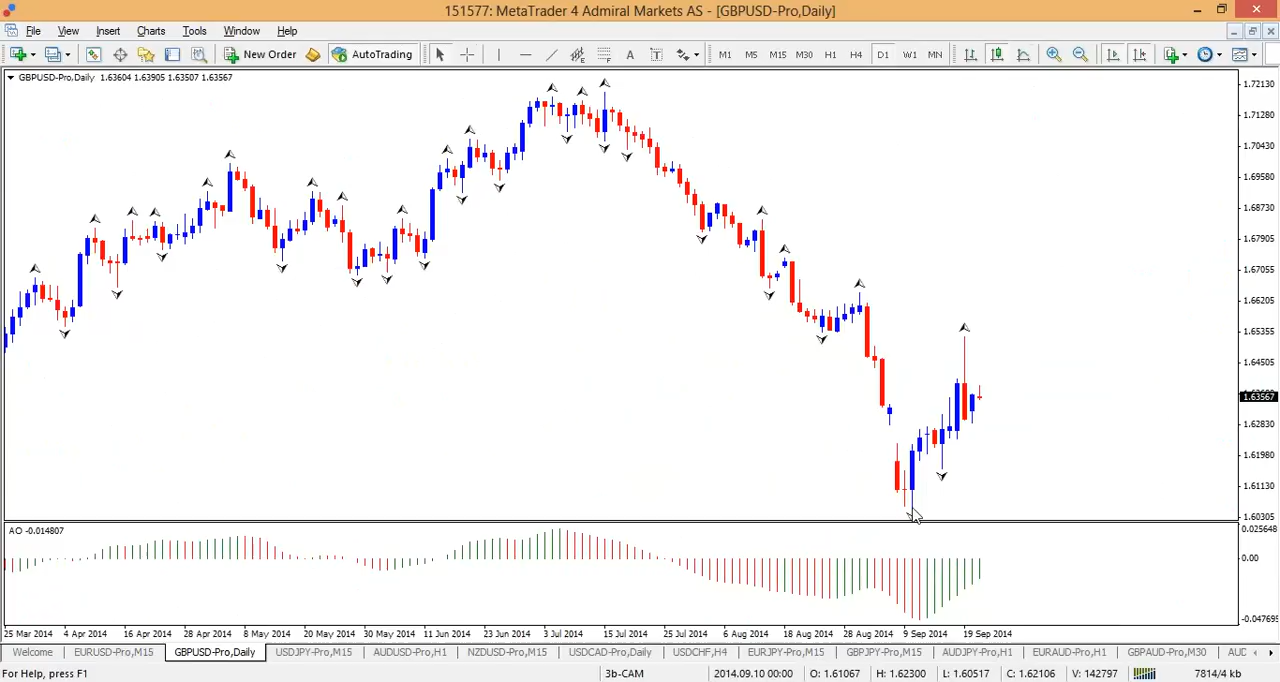 151577: MetaTrader 4 Admiral Markets AS - [GBPUSD-Pro,Daily]
File View Insert Charts Tools Window Help
New Order AutoTrading A T M1 M5 M15 M30 H1 H4 D1 W1 MN
GBPUSD-Pro,Daily 1.63604 1.63905 1.63507 1.63567
1.72130
1.71280
1.70430
1.69580
1.68730
1.67905
1.67055
1.66205
1.65355
1.64505
1.63567
1.62830
1.61980
1.61130
1.60305
AO -0.014807
0.025648
0.00
-0.047695
25 Mar 2014 4 Apr 2014 16 Apr 2014 28 Apr 2014 8 May 2014 20 May 2014 30 May 2014 11 Jun 2014 23 Jun 2014 3 Jul 2014 15 Jul 2014 25 Jul 2014 6 Aug 2014 18 Aug 2014 28 Aug 2014 9 Sep 2014 19 Sep 2014
Welcome EURUSD-Pro,M15 GBPUSD-Pro,Daily USDJPY-Pro,M15 AUDUSD-Pro,H1 NZDUSD-Pro,M15 USDCAD-Pro,Daily USDCHF,H4 EURJPY-Pro,M15 GBPJPY-Pro,M15 AUDJPY-Pro,H1 EURAUD-Pro,H1 GBPAUD-Pro,M30 AUD
For Help, press F1 3b-CAM 2014.09.10 00:00 O: 1.61067 H: 1.62300 L: 1.60517 C: 1.62106 V: 142797 7814/4 kb